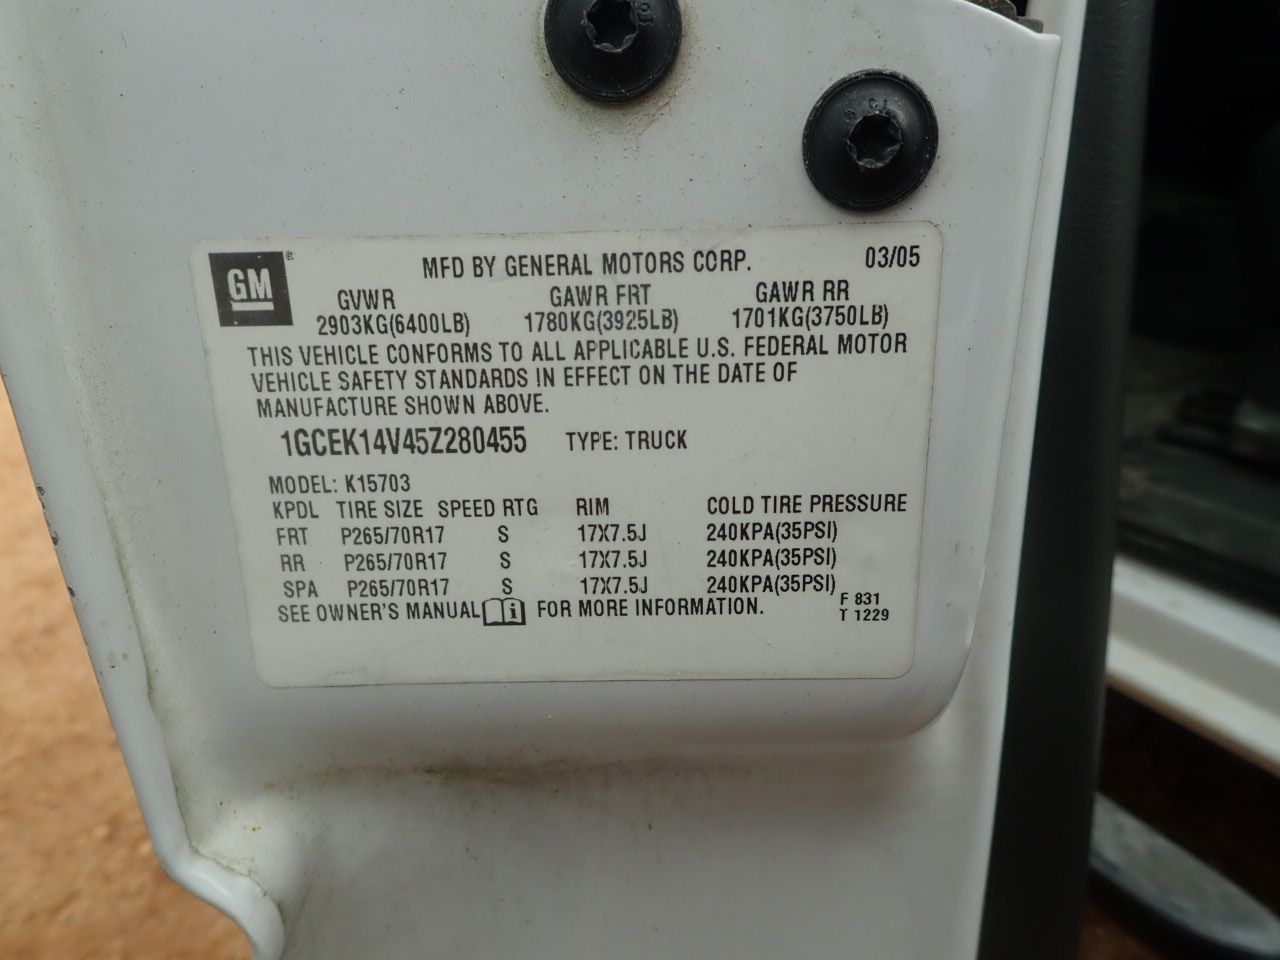 GM
MFD BY GENERAL MOTORS CORP. 03/05
GVWR GAWR FRT GAWR RR
2903KG(6400LB) 1780KG(3925LB) 1701KG(3750LB)
THIS VEHICLE CONFORMS TO ALL APPLICABLE U.S. FEDERAL MOTOR
VEHICLE SAFETY STANDARDS IN EFFECT ON THE DATE OF
MANUFACTURE SHOWN ABOVE.
1GCEK14V45Z280455 TYPE: TRUCK
MODEL: K15703
KPDL TIRE SIZE SPEED RTG RIM COLD TIRE PRESSURE
FRT P265/70R17 S 17X7.5J 240KPA(35PSI)
RR P265/70R17 S 17X7.5J 240KPA(35PSI)
SPA P265/70R17 S 17X7.5J 240KPA(35PSI)
SEE OWNER'S MANUAL FOR MORE INFORMATION.
F 831
T 1229